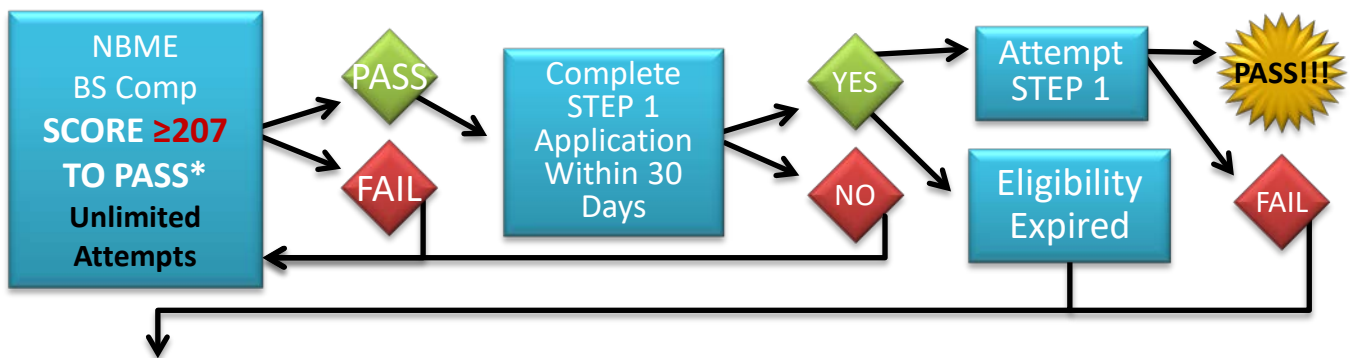 NBME
BS Comp
SCORE ≥207
TO PASS*
Unlimited
Attempts
PASS
FAIL
Complete
STEP 1
Application
Within 30
Days
YES
NO
Attempt
STEP 1
Eligibility
Expired
PASS!!!
FAIL